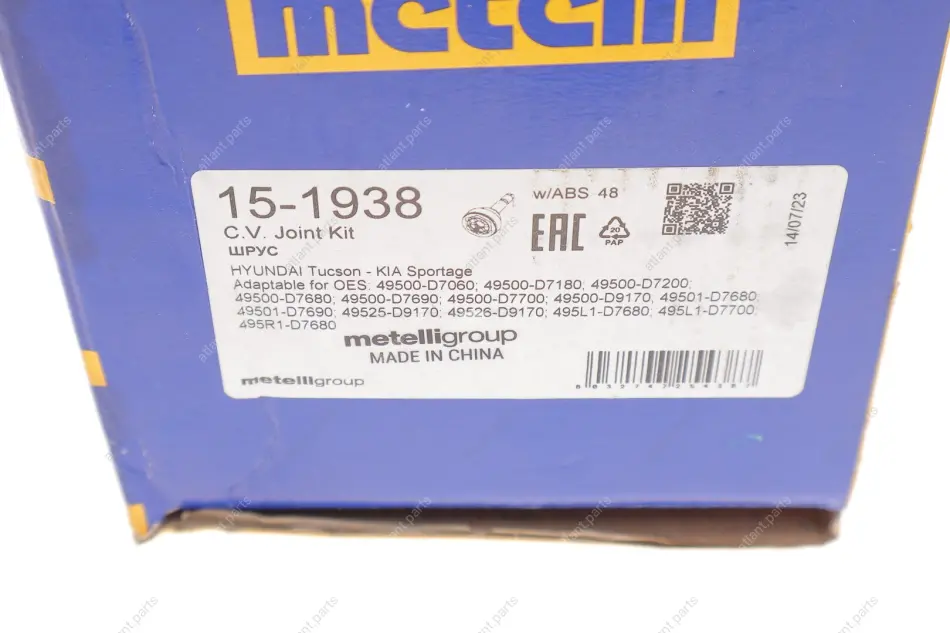 metelli
15-1938
w/ABS 48
C.V. Joint Kit
ШРУС
EAC
20
PAP
14/07/23
HYUNDAI Tucson - KIA Sportage
Adaptable for OES: 49500-D7060; 49500-D7180; 49500-D7200;
49500-D7680; 49500-D7690; 49500-D7700; 49500-D9170; 49501-D7680;
49501-D7690; 49525-D9170; 49526-D9170; 495L1-D7680; 495L1-D7700;
495R1-D7680
metelligroup
MADE IN CHINA
metelligroup
atlant.parts